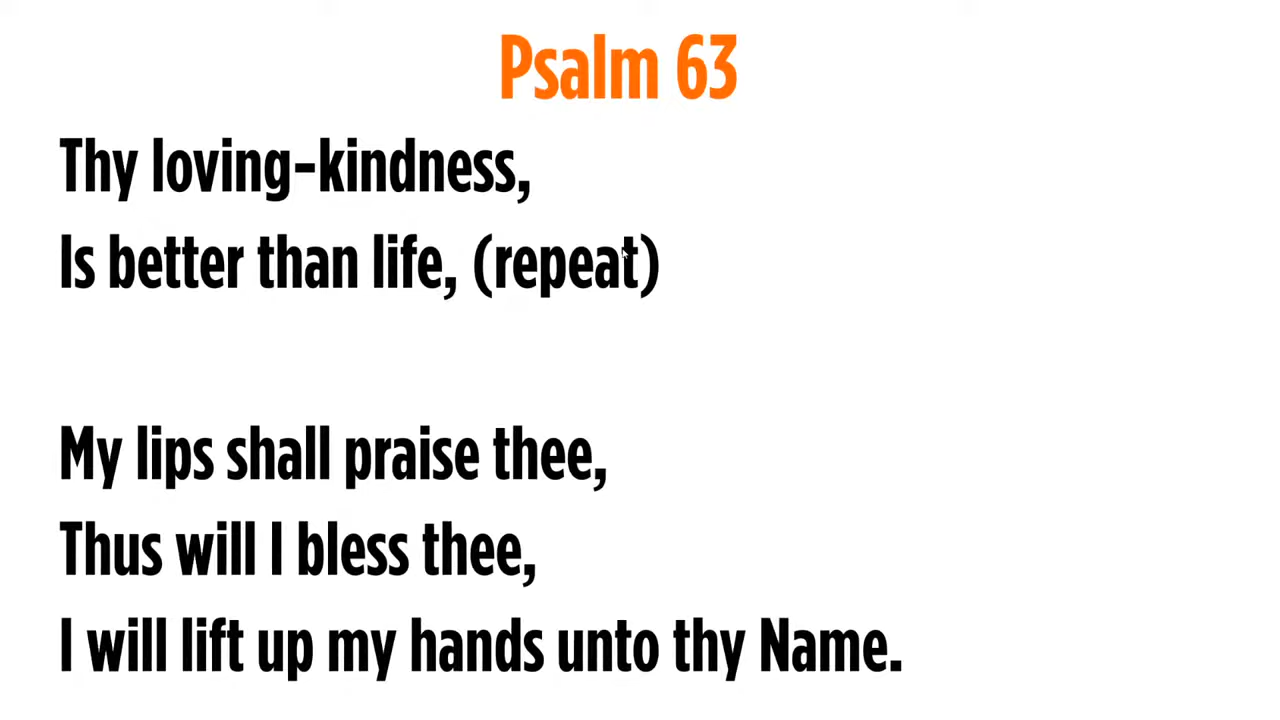 Psalm 63
Thy loving-kindness,
Is better than life, (repeat)
My lips shall praise thee,
Thus will I bless thee,
I will lift up my hands unto thy Name.